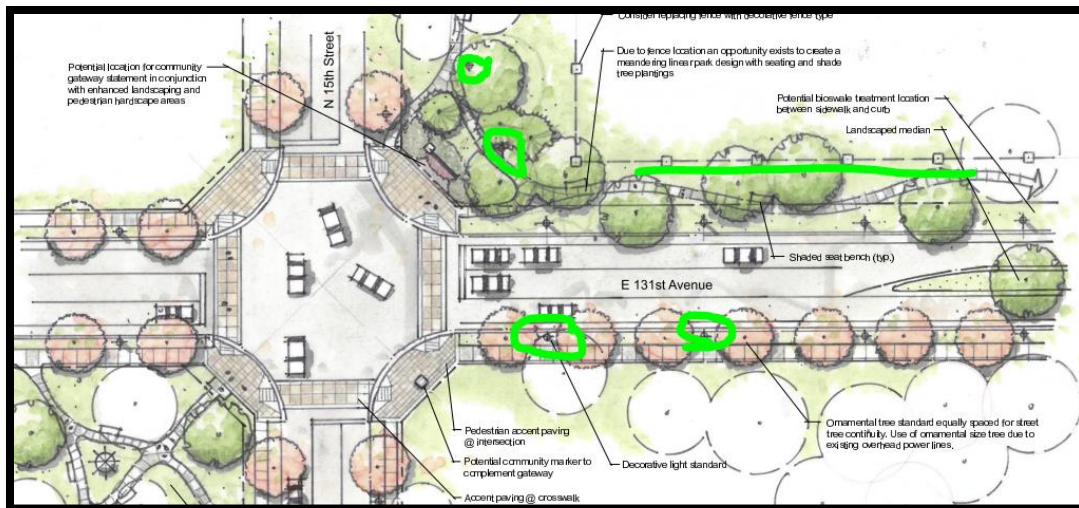 Consider replacing fence with decorative fence type
Due to fence location an opportunity exists to create a
meandering linear park design with seating and shade
tree plantings
Potential location for community
gateway statement in conjunction
with enhanced landscaping and
pedestrian hardscape areas
N 15th Street
Potential bioswale treatment location
between sidewalk and curb
Landscaped median
Shaded seat bench (typ.)
E 131st Avenue
Ornamental tree standard equally spaced for street
tree continuity. Use of ornamental size tree due to
existing overhead power lines.
Pedestrian accent paving
@ intersection
Potential community marker to
complement gateway
Decorative light standard
Accent paving @ crosswalk